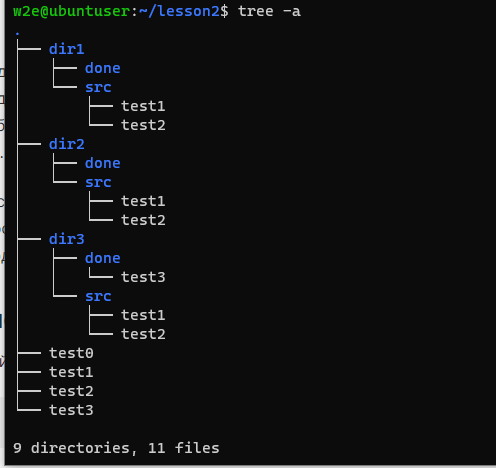 w2e@ubuntuser:~/lesson2$ tree -a
.
├── dir1
│   ├── done
│   └── src
│       ├── test1
│       └── test2
├── dir2
│   ├── done
│   └── src
│       ├── test1
│       └── test2
├── dir3
│   ├── done
│   │   └── test3
│   └── src
│       ├── test1
│       └── test2
├── test0
├── test1
├── test2
└── test3
9 directories, 11 files